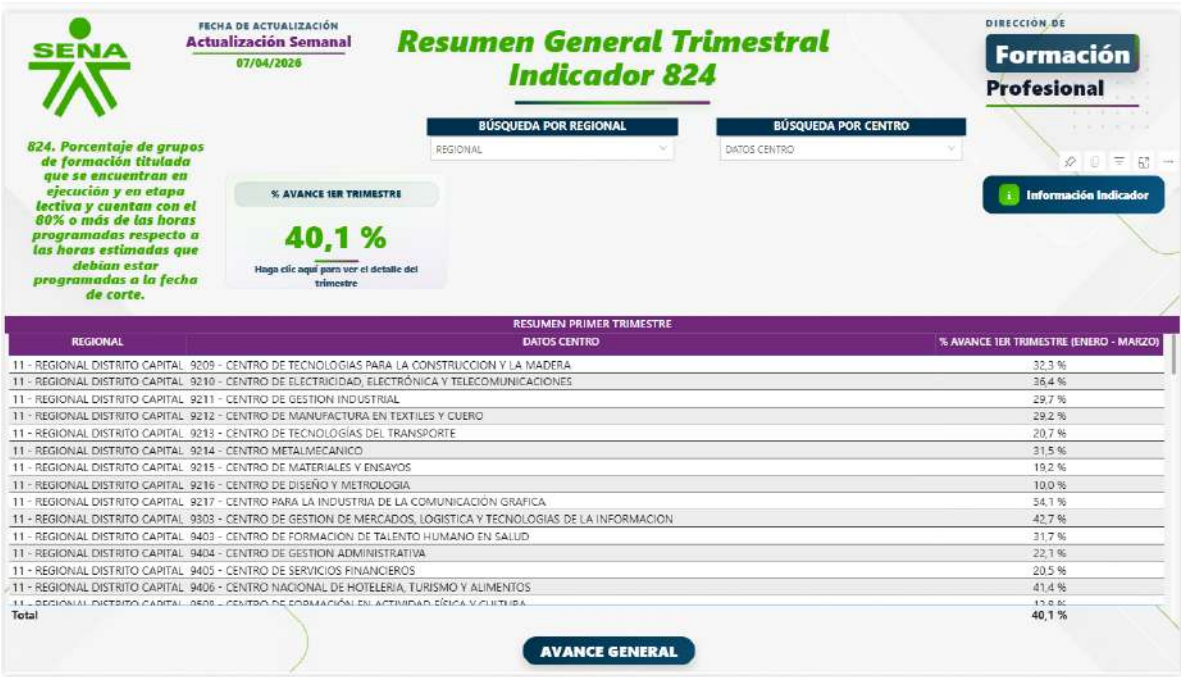 SENA
FECHA DE ACTUALIZACIÓN
Actualización Semanal
07/04/2026
Resumen General Trimestral
Indicador 824
DIRECCIÓN DE
Formación
Profesional
BÚSQUEDA POR REGIONAL
REGIONAL
BÚSQUEDA POR CENTRO
DATOS CENTRO
824. Porcentaje de grupos
de formación titulada
que se encuentran en
ejecución y en etapa
lectiva y cuentan con el
80% o más de las horas
programadas respecto a
las horas estimadas que
debían estar
programadas a la fecha
de corte.
% AVANCE 1ER TRIMESTRE
40,1 %
Haga clic aquí para ver el detalle del
trimestre
i Información Indicador
RESUMEN PRIMER TRIMESTRE
REGIONAL DATOS CENTRO % AVANCE 1ER TRIMESTRE (ENERO - MARZO)
11 - REGIONAL DISTRITO CAPITAL 9209 - CENTRO DE TECNOLOGIAS PARA LA CONSTRUCCION Y LA MADERA 32,3 %
11 - REGIONAL DISTRITO CAPITAL 9210 - CENTRO DE ELECTRICIDAD, ELECTRÓNICA Y TELECOMUNICACIONES 36,4 %
11 - REGIONAL DISTRITO CAPITAL 9211 - CENTRO DE GESTION INDUSTRIAL 29,7 %
11 - REGIONAL DISTRITO CAPITAL 9212 - CENTRO DE MANUFACTURA EN TEXTILES Y CUERO 29,2 %
11 - REGIONAL DISTRITO CAPITAL 9213 - CENTRO DE TECNOLOGÍAS DEL TRANSPORTE 20,7 %
11 - REGIONAL DISTRITO CAPITAL 9214 - CENTRO METALMECANICO 31,5 %
11 - REGIONAL DISTRITO CAPITAL 9215 - CENTRO DE MATERIALES Y ENSAYOS 19,2 %
11 - REGIONAL DISTRITO CAPITAL 9216 - CENTRO DE DISEÑO Y METROLOGIA 10,0 %
11 - REGIONAL DISTRITO CAPITAL 9217 - CENTRO PARA LA INDUSTRIA DE LA COMUNICACIÓN GRAFICA 54,1 %
11 - REGIONAL DISTRITO CAPITAL 9303 - CENTRO DE GESTION DE MERCADOS, LOGISTICA Y TECNOLOGIAS DE LA INFORMACION 42,7 %
11 - REGIONAL DISTRITO CAPITAL 9403 - CENTRO DE FORMACION DE TALENTO HUMANO EN SALUD 31,7 %
11 - REGIONAL DISTRITO CAPITAL 9404 - CENTRO DE GESTION ADMINISTRATIVA 22,1 %
11 - REGIONAL DISTRITO CAPITAL 9405 - CENTRO DE SERVICIOS FINANCIEROS 20,5 %
11 - REGIONAL DISTRITO CAPITAL 9406 - CENTRO NACIONAL DE HOTELERIA, TURISMO Y ALIMENTOS 41,4 %
11 - REGIONAL DISTRITO CAPITAL 9508 - CENTRO DE FORMACIÓN EN ACTIVIDAD FÍSICA Y CULTURA
Total 40,1 %
AVANCE GENERAL